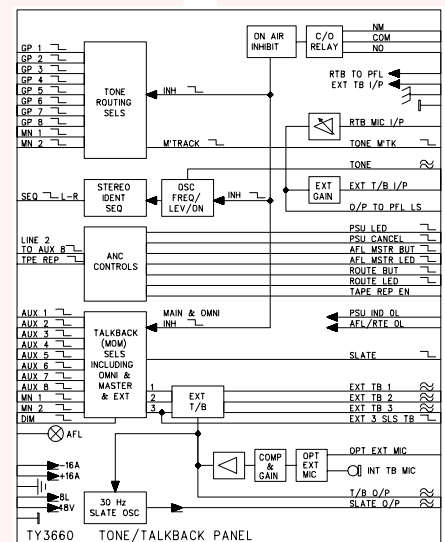 NM
ON AIR INHIBIT
C/O RELAY
COM
NO
GP 1
GP 2
GP 3
GP 4
GP 5
GP 6
GP 7
GP 8
MN 1
MN 2
TONE ROUTING SELS
INH
RTB TO PFL
EXT TB I/P
RTB MIC I/P
M'TRACK
TONE M'TK
TONE
SEQ
L-R
STEREO IDENT SEQ
OSC FREQ/ LEV/ON
INH
EXT GAIN
EXT T/B I/P
O/P TO PFL LS
LINE 2 TO AUX 8
TPE REP
ANC CONTROLS
PSU LED
PSU CANCEL
AFL MSTR BUT
AFL MSTR LED
ROUTE BUT
ROUTE LED
TAPE REP EN
AUX 1
AUX 2
AUX 3
AUX 4
AUX 5
AUX 6
AUX 7
AUX 8
MN 1
MN 2
DIM
TALKBACK (MOM) SELS INCLUDING OMNI & MASTER & EXT
MAIN & OMNI
INH
PSU IND OL
AFL/RTE OL
SLATE
1
2
3
EXT T/B
EXT TB 1
EXT TB 2
EXT TB 3
EXT 3 SLS TB
AFL
COMP & GAIN
OPT EXT MIC
OPT EXT MIC
INT TB MIC
-16A
+16A
8L
48V
30 Hz SLATE OSC
T/B O/P
SLATE O/P
TY3660 TONE/TALKBACK PANEL